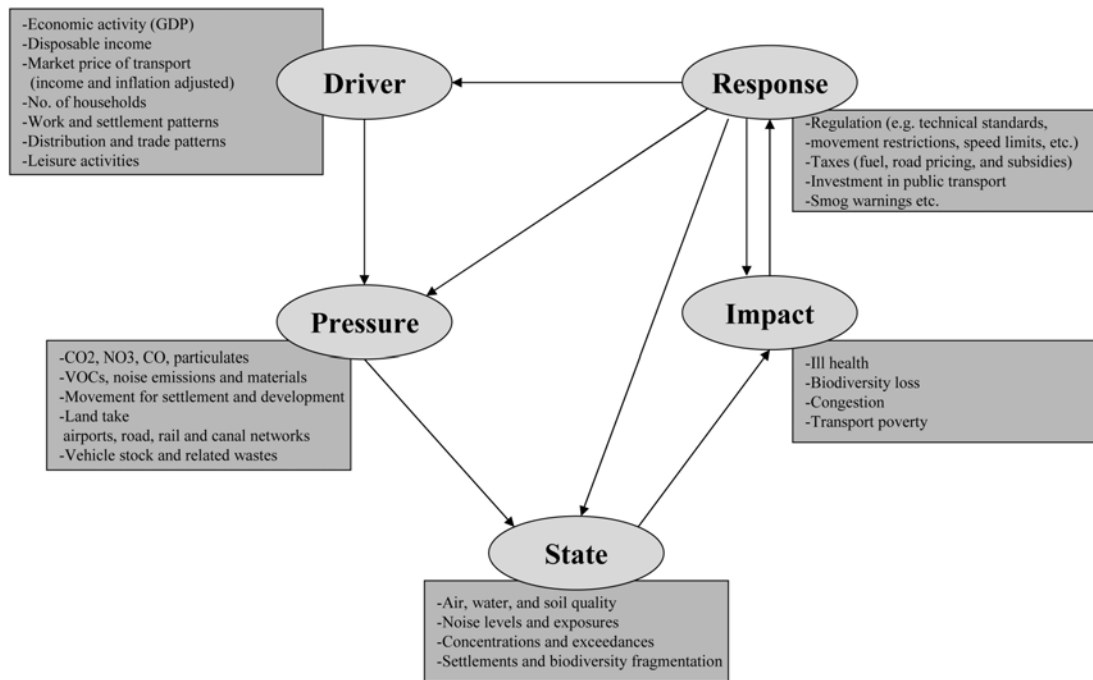 -Economic activity (GDP)
-Disposable income
-Market price of transport
(income and inflation adjusted)
-No. of households
-Work and settlement patterns
-Distribution and trade patterns
-Leisure activities
Driver
Response
-Regulation (e.g. technical standards,
-movement restrictions, speed limits, etc.)
-Taxes (fuel, road pricing, and subsidies)
-Investment in public transport
-Smog warnings etc.
Pressure
-CO2, NO3, CO, particulates
-VOCs, noise emissions and materials
-Movement for settlement and development
-Land take
airports, road, rail and canal networks
-Vehicle stock and related wastes
Impact
-Ill health
-Biodiversity loss
-Congestion
-Transport poverty
State
-Air, water, and soil quality
-Noise levels and exposures
-Concentrations and exceedances
-Settlements and biodiversity fragmentation